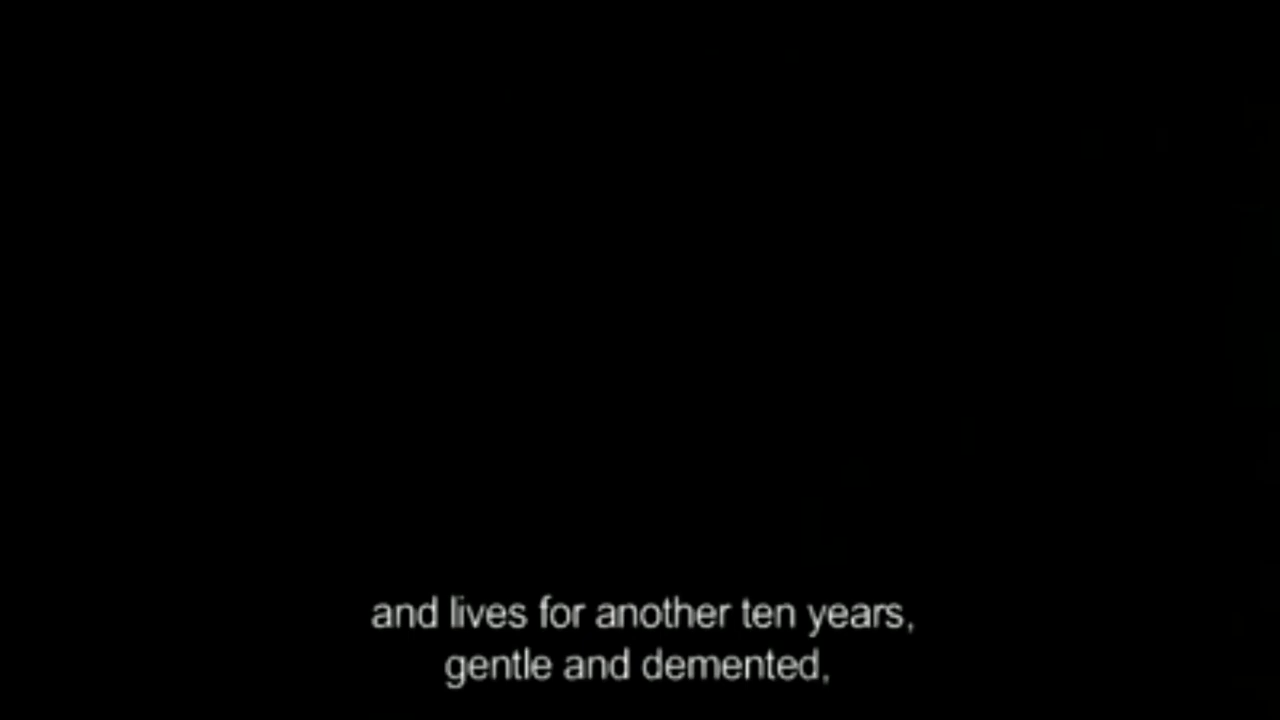 and lives for another ten years,
gentle and demented,